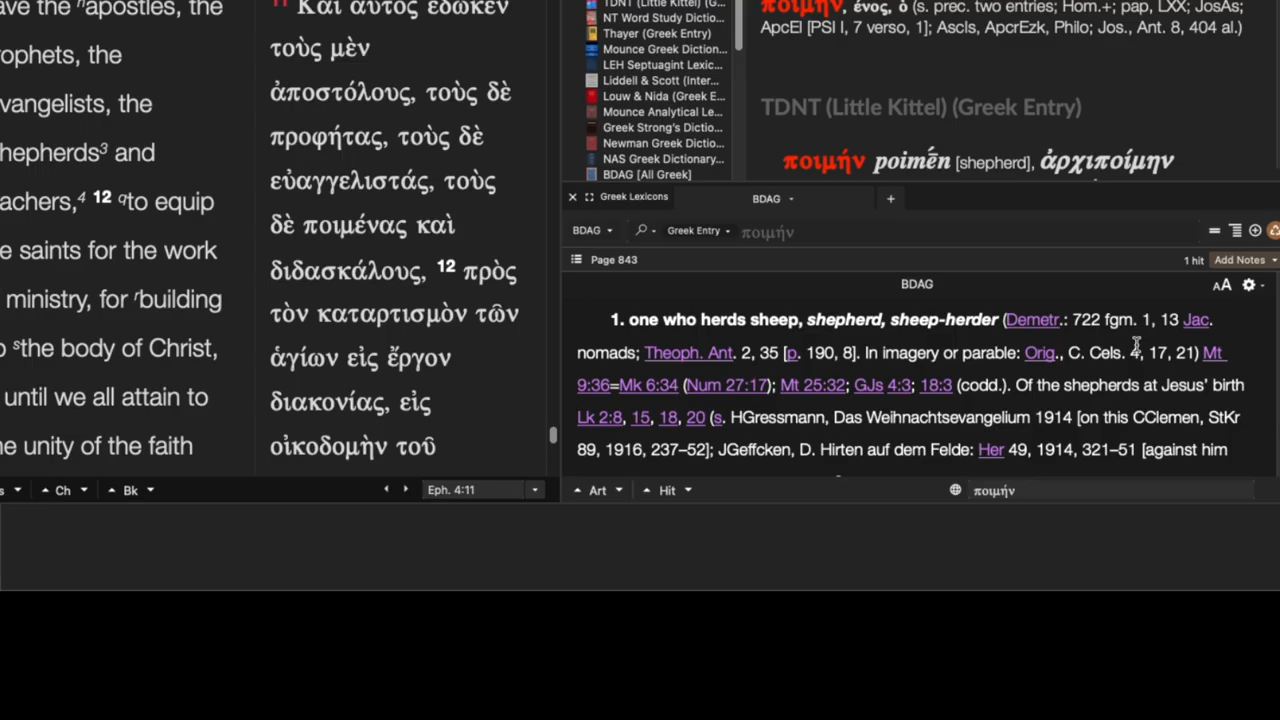 ave the ⁿapostles, the
ophets, the
vangelists, the
hepherds³ and
achers,⁴ 12 ᑫto equip
e saints for the work
ministry, for ʳbuilding
ˢthe body of Christ,
until we all attain to
e unity of the faith
11 Καὶ αὐτὸς ἔδωκεν
τοὺς μὲν
ἀποστόλους, τοὺς δὲ
προφήτας, τοὺς δὲ
εὐαγγελιστάς, τοὺς
δὲ ποιμένας καὶ
διδασκάλους, 12 πρὸς
τὸν καταρτισμὸν τῶν
ἁγίων εἰς ἔργον
διακονίας, εἰς
οἰκοδομὴν τοῦ
s Ch Bk
Eph. 4:11
TDNT (Little Kittel) (G...
NT Word Study Dictio...
Thayer (Greek Entry)
Mounce Greek Dictio...
LEH Septuagint Lexic...
Liddell & Scott (Inter...
Louw & Nida (Greek E...
Mounce Analytical Le...
Greek Strong's Dictio...
Newman Greek Dictio...
NAS Greek Dictionary...
BDAG [All Greek]
ποιμήν, ένος, ὁ (s. prec. two entries; Hom.+; pap, LXX; JosAs;
ApcEl [PSI I, 7 verso, 1]; AscIs, ApcrEzk, Philo; Jos., Ant. 8, 404 al.)
TDNT (Little Kittel) (Greek Entry)
ποιμήν poimḗn [shepherd], ἀρχιποίμην
Greek Lexicons BDAG +
BDAG Greek Entry ποιμήν
Page 843 1 hit Add Notes
BDAG AA
1. one who herds sheep, shepherd, sheep-herder (Demetr.: 722 fgm. 1, 13 Jac.
nomads; Theoph. Ant. 2, 35 [p. 190, 8]. In imagery or parable: Orig., C. Cels. 4, 17, 21) Mt
9:36=Mk 6:34 (Num 27:17); Mt 25:32; GJs 4:3; 18:3 (codd.). Of the shepherds at Jesus' birth
Lk 2:8, 15, 18, 20 (s. HGressmann, Das Weihnachtsevangelium 1914 [on this CClemen, StKr
89, 1916, 237–52]; JGeffcken, D. Hirten auf dem Felde: Her 49, 1914, 321–51 [against him
Art Hit ποιμήν